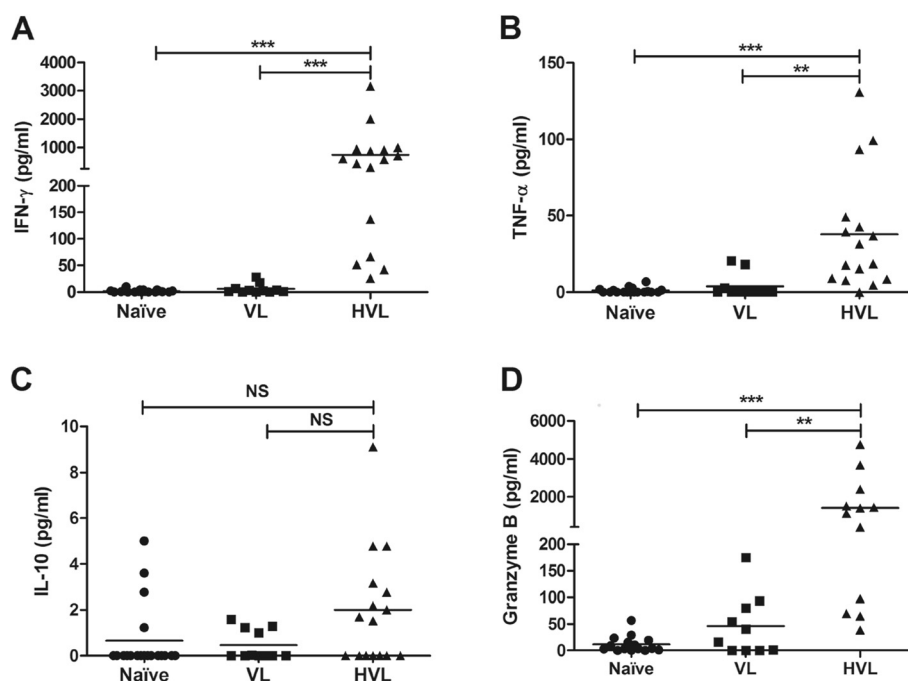 A
***
***
IFN-γ (pg/ml)
4000
3000
2000
1000
200
150
100
50
0
Naïve VL HVL
B
***
**
TNF-α (pg/ml)
150
100
50
0
Naïve VL HVL
C
NS
NS
IL-10 (pg/ml)
10
8
6
4
2
0
Naïve VL HVL
D
***
**
Granzyme B (pg/ml)
6000
4000
2000
200
150
100
50
0
Naïve VL HVL